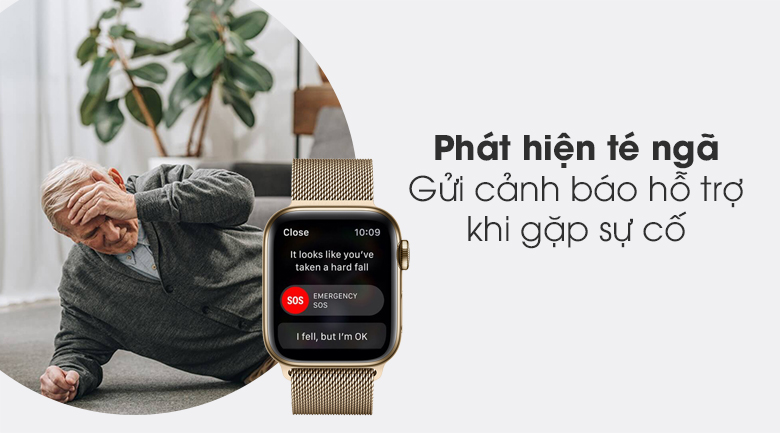 Phát hiện té ngã
Gửi cảnh báo hỗ trợ
khi gặp sự cố
Close 10:09
It looks like you've
taken a hard fall
SOS EMERGENCY
SOS
I fell, but I'm OK